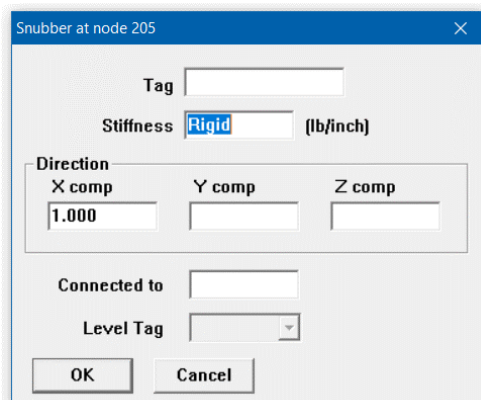 Snubber at node 205
Tag
Stiffness Rigid (lb/inch)
Direction
X comp Y comp Z comp
1.000
Connected to
Level Tag
OK Cancel